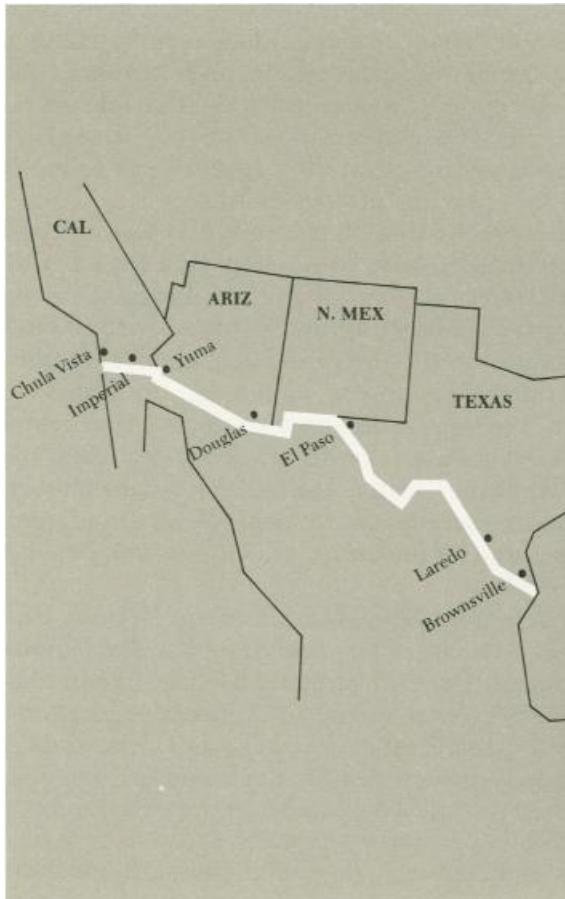 CAL
ARIZ
N. MEX
TEXAS
Chula Vista
Imperial
Yuma
Douglas
El Paso
Laredo
Brownsville